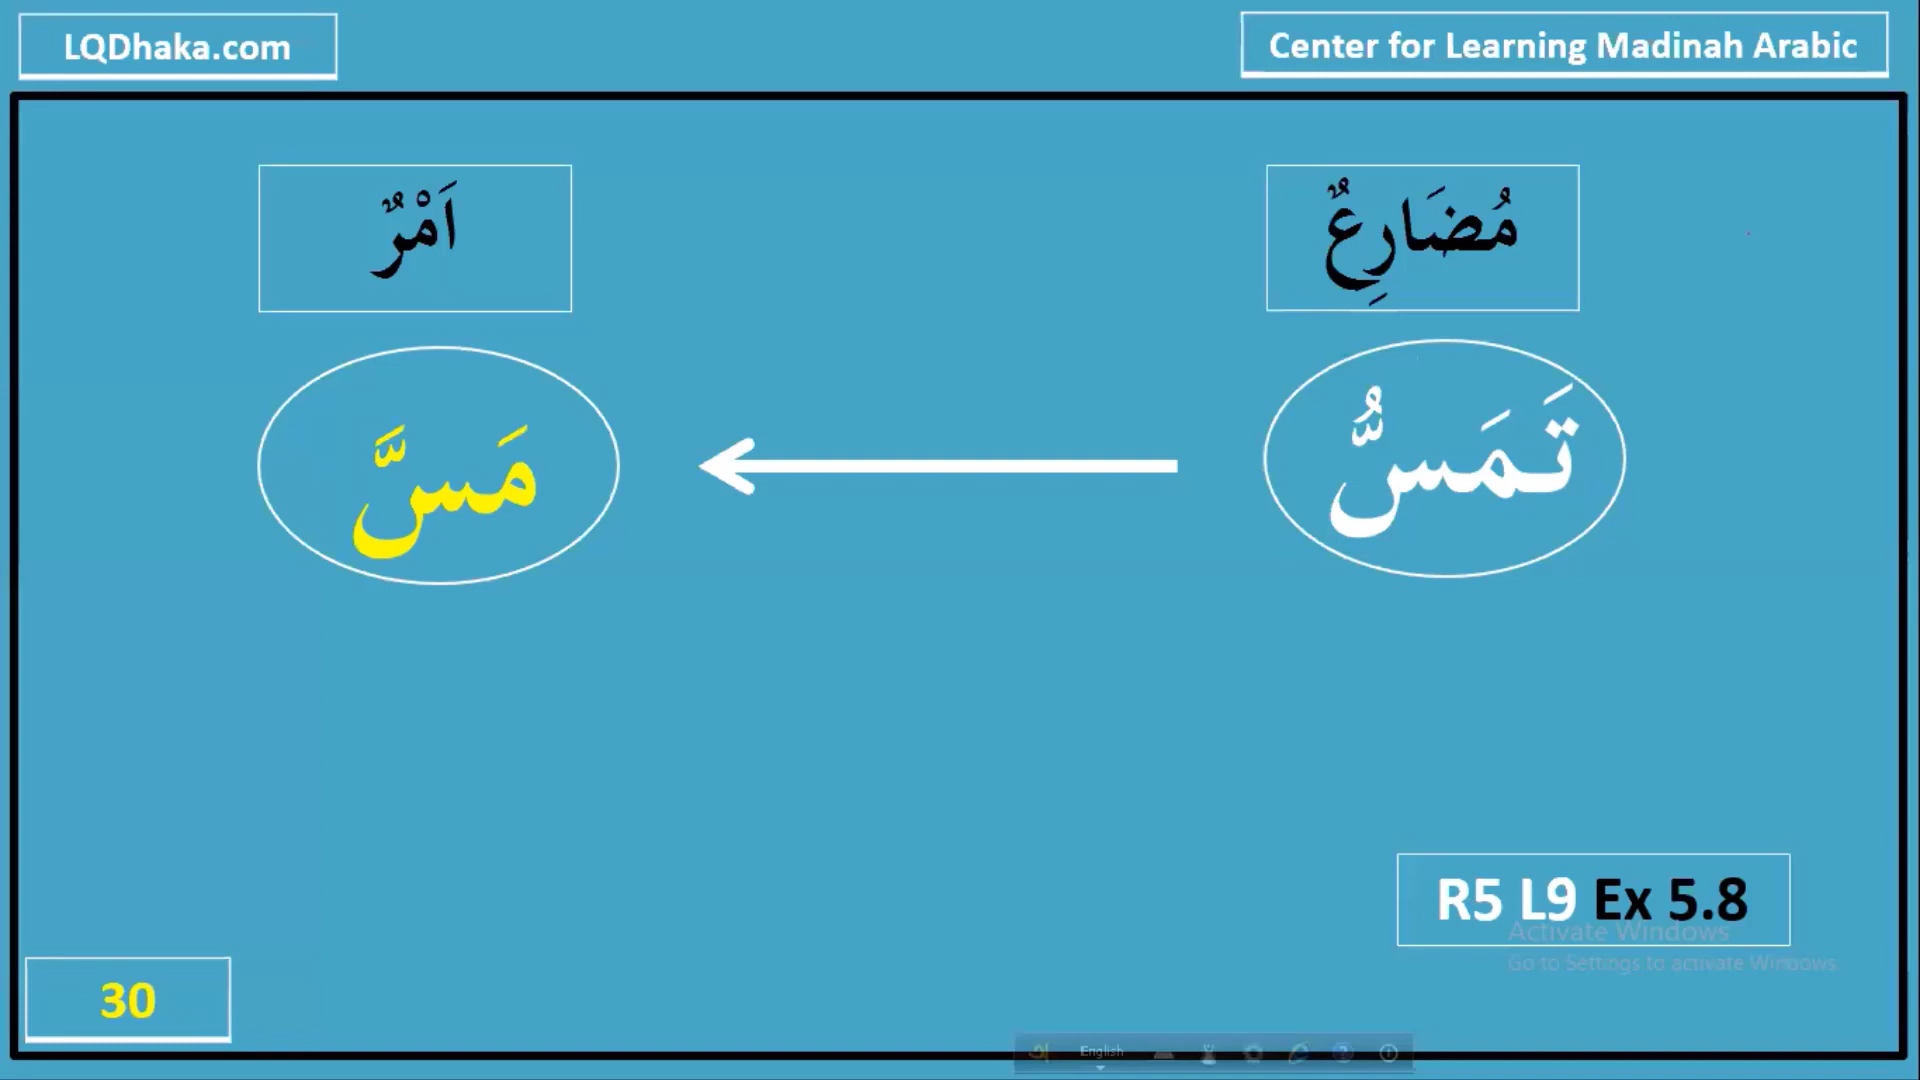 LQDhaka.com
Center for Learning Madinah Arabic
مُضَارِعٌ
اَمْرٌ
تَمَسُّ
مَسَّ
R5 L9 Ex 5.8
Activate Windows
Go to Settings to activate Windows.
30
English